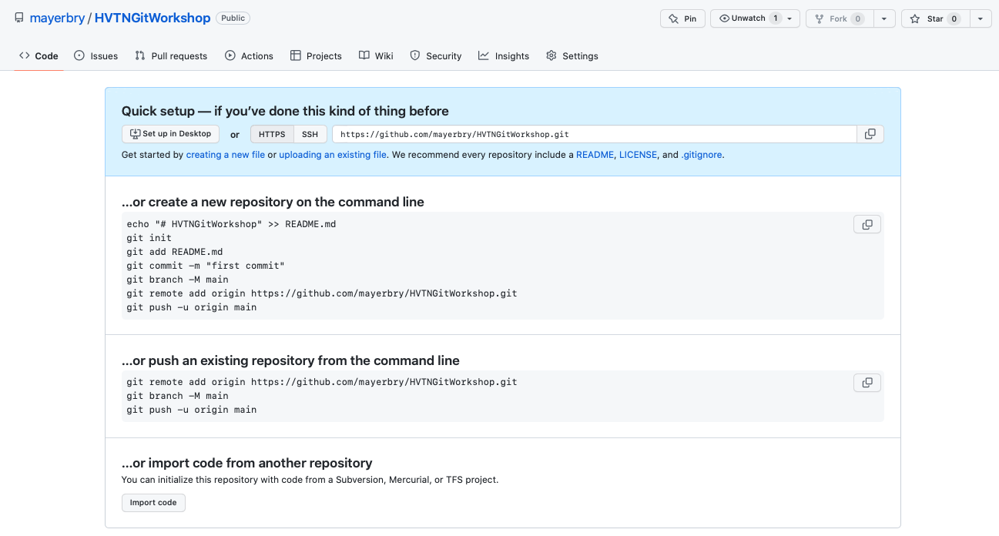 mayerbry / HVTNGitWorkshop Public
Pin
Unwatch 1
Fork 0
Star 0
Code Issues Pull requests Actions Projects Wiki Security Insights Settings
Quick setup — if you’ve done this kind of thing before
Set up in Desktop or HTTPS SSH https://github.com/mayerbry/HVTNGitWorkshop.git
Get started by creating a new file or uploading an existing file. We recommend every repository include a README, LICENSE, and .gitignore.
…or create a new repository on the command line
echo "# HVTNGitWorkshop" >> README.md
git init
git add README.md
git commit -m "first commit"
git branch -M main
git remote add origin https://github.com/mayerbry/HVTNGitWorkshop.git
git push -u origin main
…or push an existing repository from the command line
git remote add origin https://github.com/mayerbry/HVTNGitWorkshop.git
git branch -M main
git push -u origin main
…or import code from another repository
You can initialize this repository with code from a Subversion, Mercurial, or TFS project.
Import code